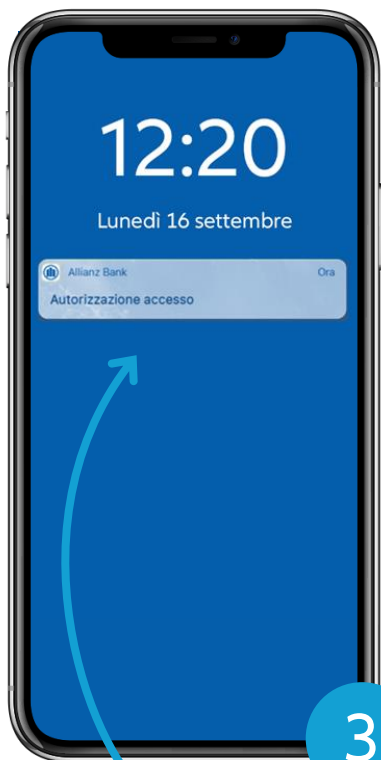 12:20
Lunedì 16 settembre
Allianz Bank Ora
Autorizzazione accesso
3